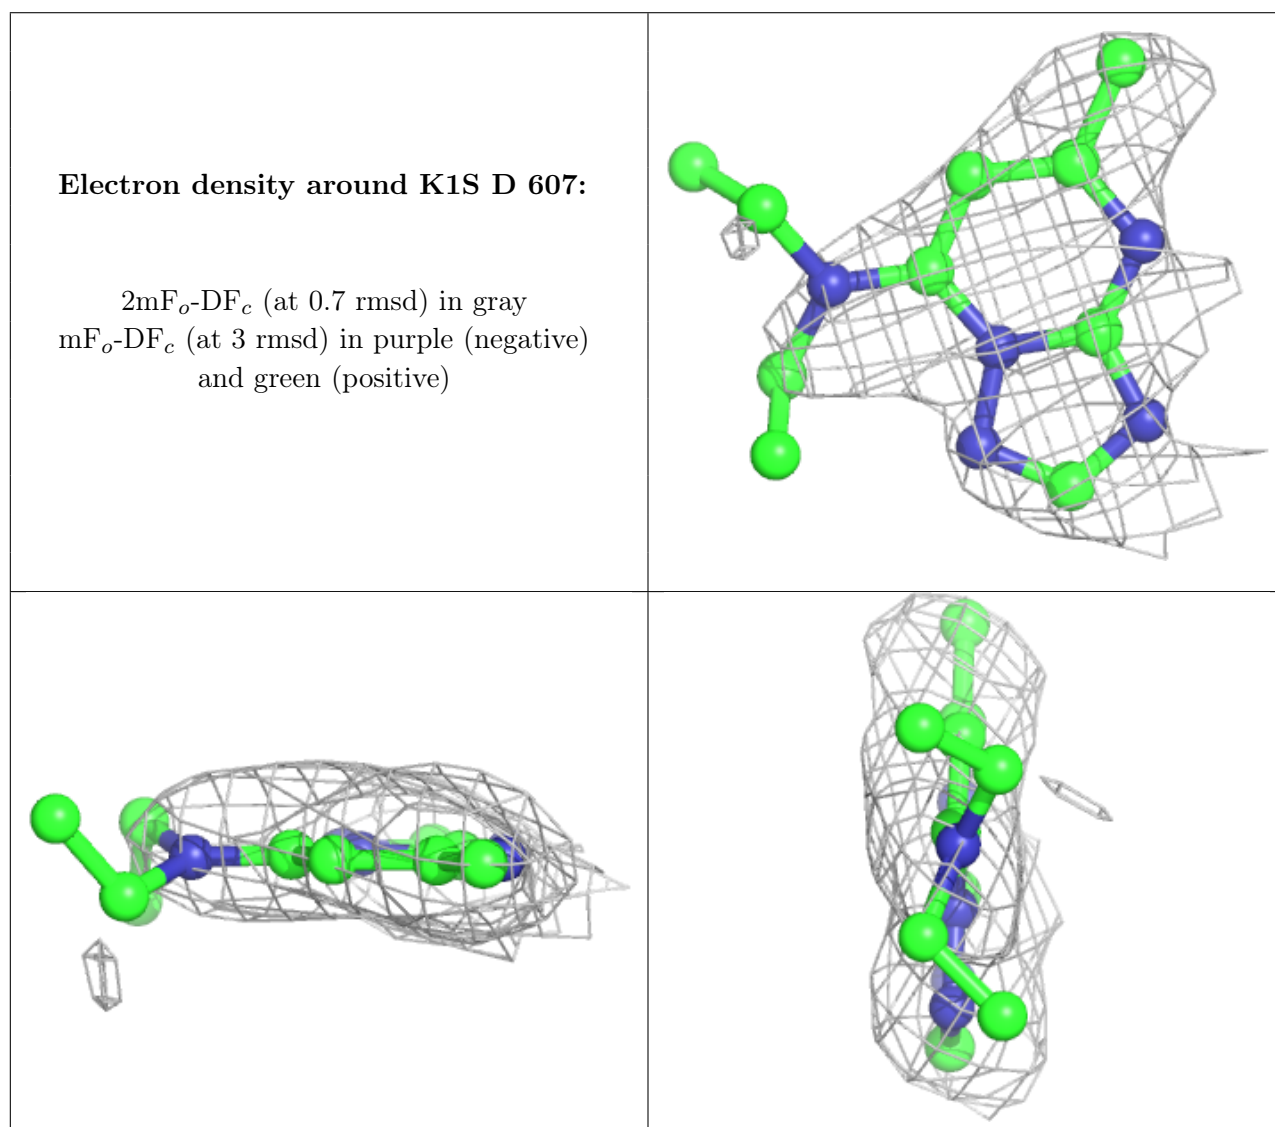 Electron density around K1S D 607:
2mFo-DFc (at 0.7 rmsd) in gray
mFo-DFc (at 3 rmsd) in purple (negative)
and green (positive)